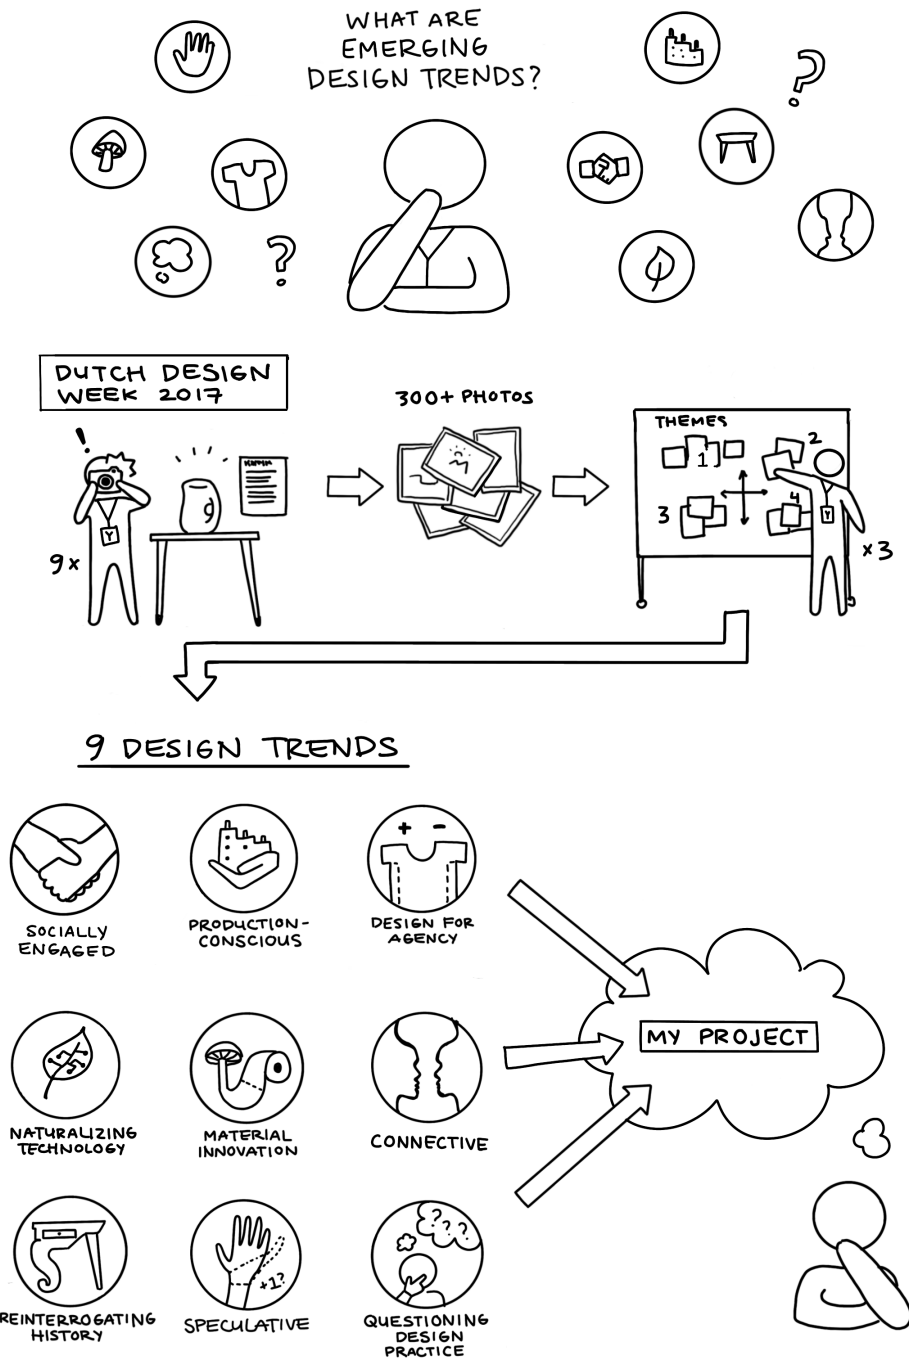 WHAT ARE
EMERGING
DESIGN TRENDS?
?
?
DUTCH DESIGN
WEEK 2017
!
Y
9x
300+ PHOTOS
THEMES
1
2
3
4
Y
x3
9 DESIGN TRENDS
+ -
SOCIALLY
ENGAGED
PRODUCTION-
CONSCIOUS
DESIGN FOR
AGENCY
MY PROJECT
NATURALIZING
TECHNOLOGY
MATERIAL
INNOVATION
CONNECTIVE
+1?
? ? ?
REINTERROGATING
HISTORY
SPECULATIVE
QUESTIONING
DESIGN
PRACTICE